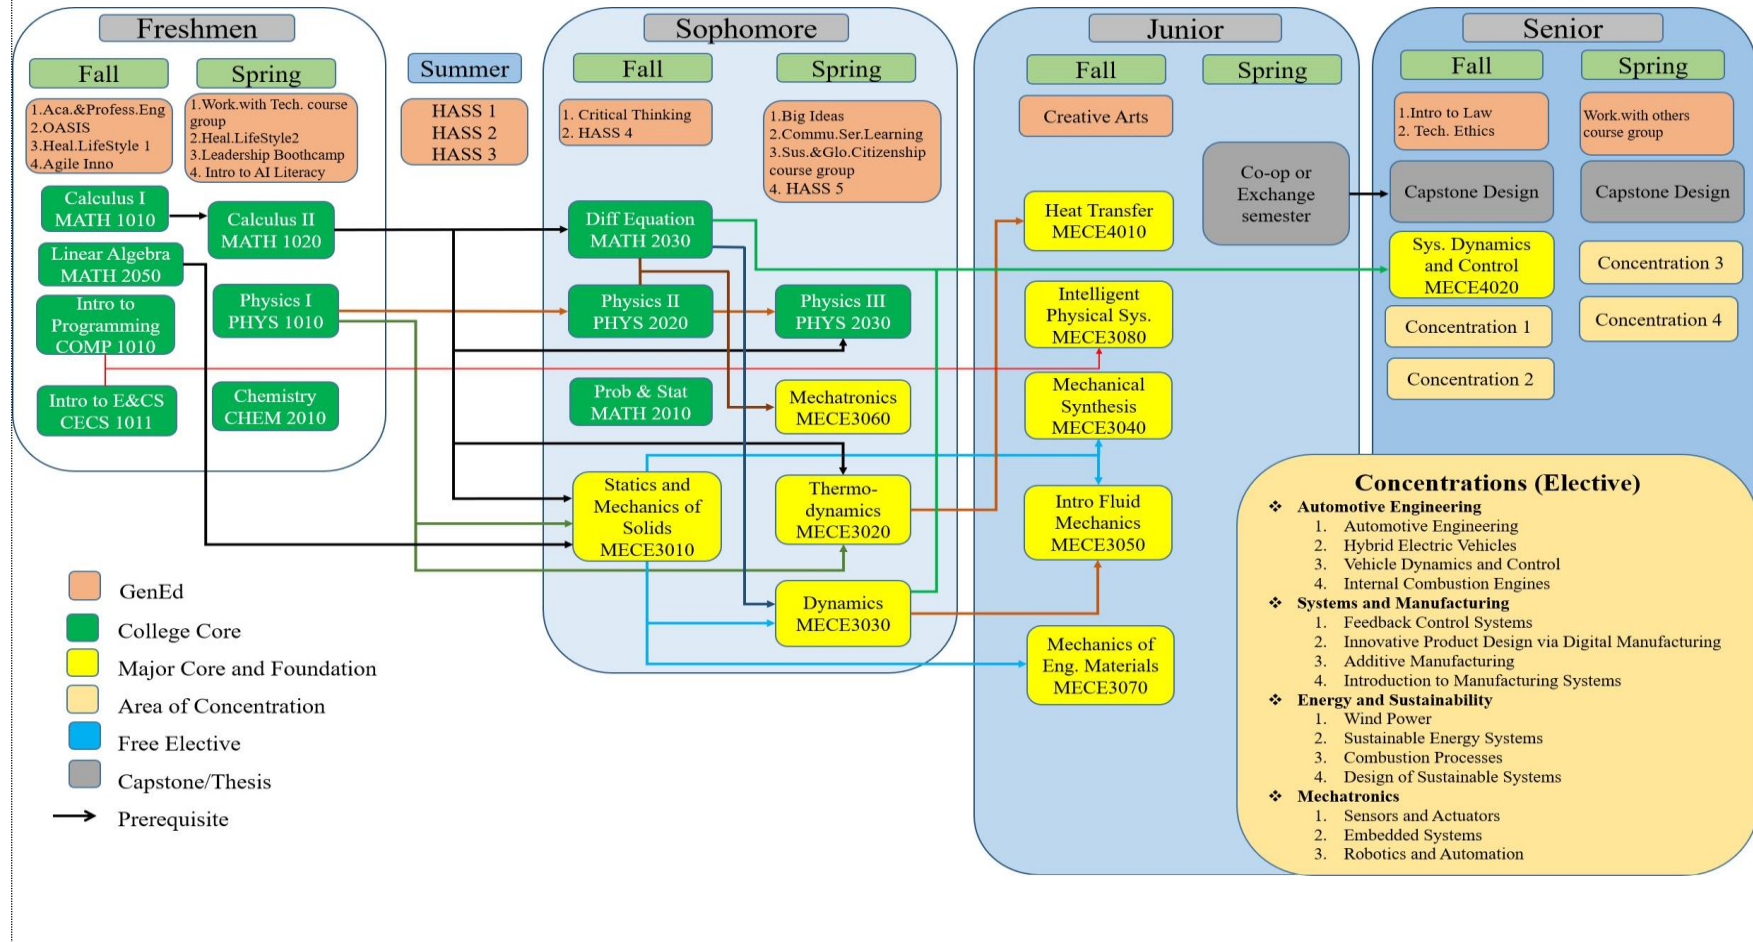 Freshmen
Fall
Spring
1.Aca.&Profess.Eng
2.OASIS
3.Heal.LifeStyle 1
4.Agile Inno
1.Work.with Tech. course
group
2.Heal.LifeStyle2
3.Leadership Boothcamp
4. Intro to AI Literacy
Calculus I
MATH 1010
Calculus II
MATH 1020
Linear Algebra
MATH 2050
Intro to
Programming
COMP 1010
Physics I
PHYS 1010
Intro to E&CS
CECS 1011
Chemistry
CHEM 2010
Summer
HASS 1
HASS 2
HASS 3
Sophomore
Fall
Spring
1. Critical Thinking
2. HASS 4
1.Big Ideas
2.Commu.Ser.Learning
3.Sus.&Glo.Citizenship
course group
4. HASS 5
Diff Equation
MATH 2030
Physics II
PHYS 2020
Physics III
PHYS 2030
Prob & Stat
MATH 2010
Mechatronics
MECE3060
Statics and
Mechanics of
Solids
MECE3010
Thermo-
dynamics
MECE3020
Dynamics
MECE3030
Junior
Fall
Spring
Creative Arts
Co-op or
Exchange
semester
Heat Transfer
MECE4010
Intelligent
Physical Sys.
MECE3080
Mechanical
Synthesis
MECE3040
Intro Fluid
Mechanics
MECE3050
Mechanics of
Eng. Materials
MECE3070
Senior
Fall
Spring
1.Intro to Law
2. Tech. Ethics
Work.with others
course group
Capstone Design
Capstone Design
Sys. Dynamics
and Control
MECE4020
Concentration 3
Concentration 1
Concentration 4
Concentration 2
Concentrations (Elective)
❖ Automotive Engineering
1. Automotive Engineering
2. Hybrid Electric Vehicles
3. Vehicle Dynamics and Control
4. Internal Combustion Engines
❖ Systems and Manufacturing
1. Feedback Control Systems
2. Innovative Product Design via Digital Manufacturing
3. Additive Manufacturing
4. Introduction to Manufacturing Systems
❖ Energy and Sustainability
1. Wind Power
2. Sustainable Energy Systems
3. Combustion Processes
4. Design of Sustainable Systems
❖ Mechatronics
1. Sensors and Actuators
2. Embedded Systems
3. Robotics and Automation
GenEd
College Core
Major Core and Foundation
Area of Concentration
Free Elective
Capstone/Thesis
Prerequisite